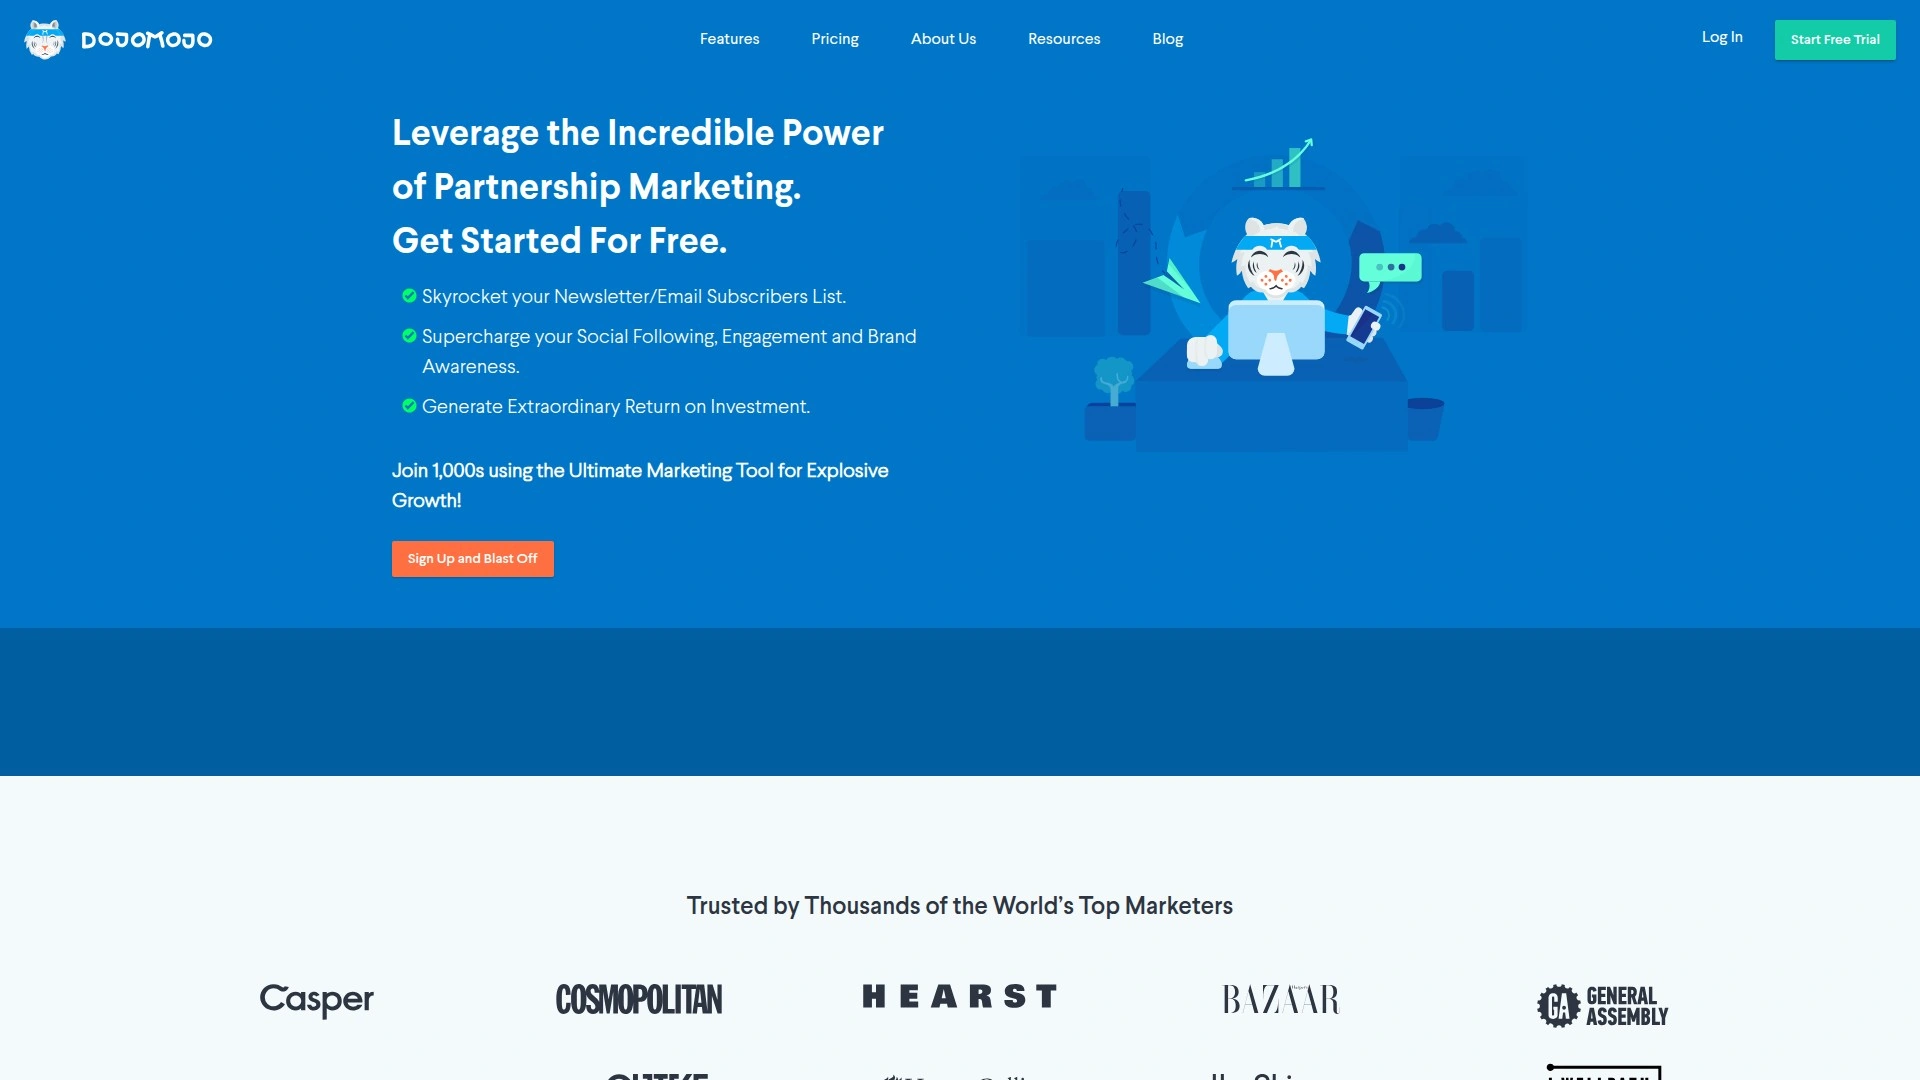 DOJOMOJO
Features
Pricing
About Us
Resources
Blog
Log In
Start Free Trial
Leverage the Incredible Power
of Partnership Marketing.
Get Started For Free.
Skyrocket your Newsletter/Email Subscribers List.
Supercharge your Social Following, Engagement and Brand
Awareness.
Generate Extraordinary Return on Investment.
Join 1,000s using the Ultimate Marketing Tool for Explosive
Growth!
Sign Up and Blast Off
Trusted by Thousands of the World’s Top Marketers
Casper
COSMOPOLITAN
HEARST
BAZAAR
GA GENERAL
ASSEMBLY